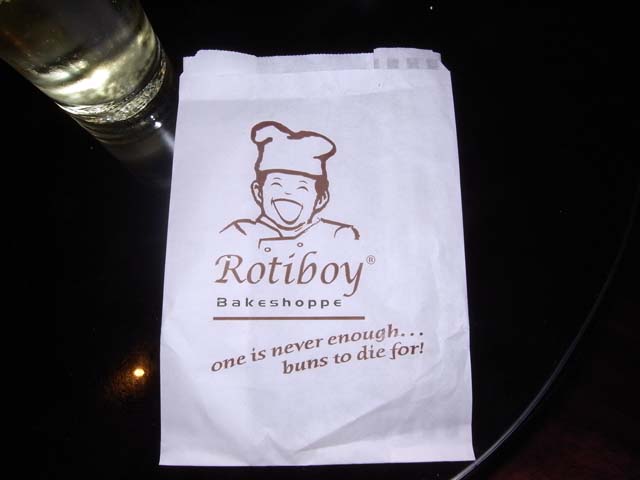 Rotiboy®
Bakeshoppe
one is never enough...
buns to die for!